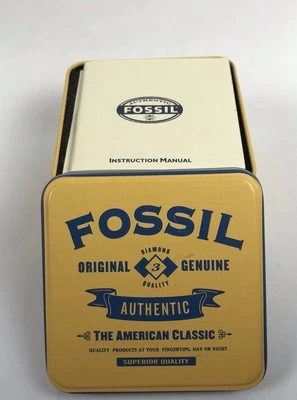 AUTHENTIC
FOSSIL
INSTRUCTION MANUAL
FOSSIL
DIAMOND
ORIGINAL 3 GENUINE
QUALITY
AUTHENTIC
THE AMERICAN CLASSIC
QUALITY PRODUCTS AT YOUR FINGERTIPS, DAY OR NIGHT
SUPERIOR QUALITY